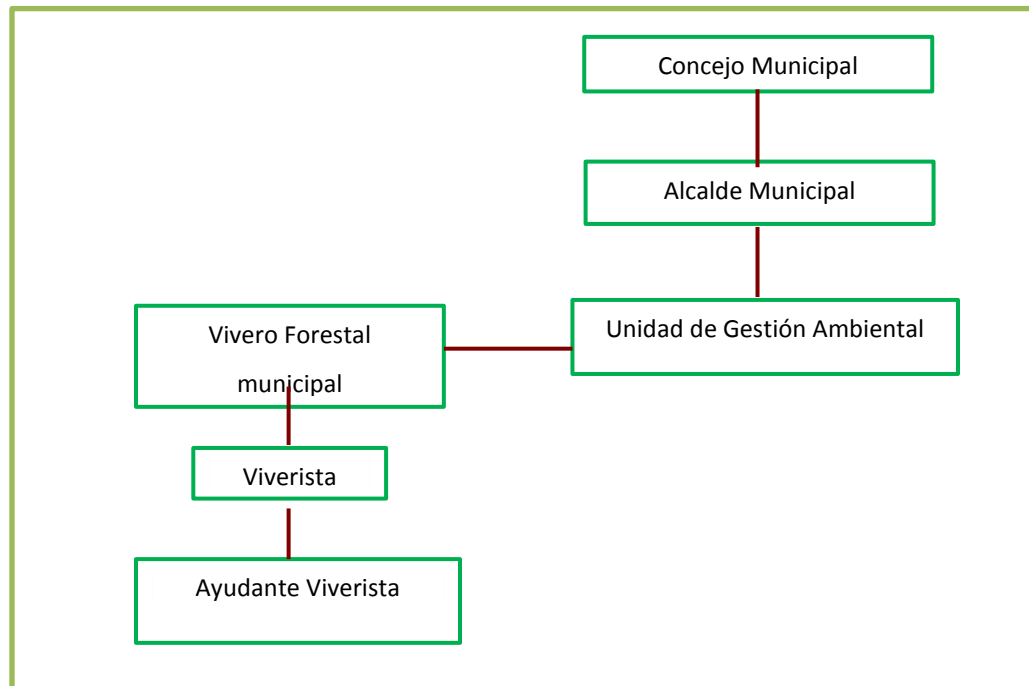 Concejo Municipal
Alcalde Municipal
Unidad de Gestión Ambiental
Vivero Forestal
municipal
Viverista
Ayudante Viverista